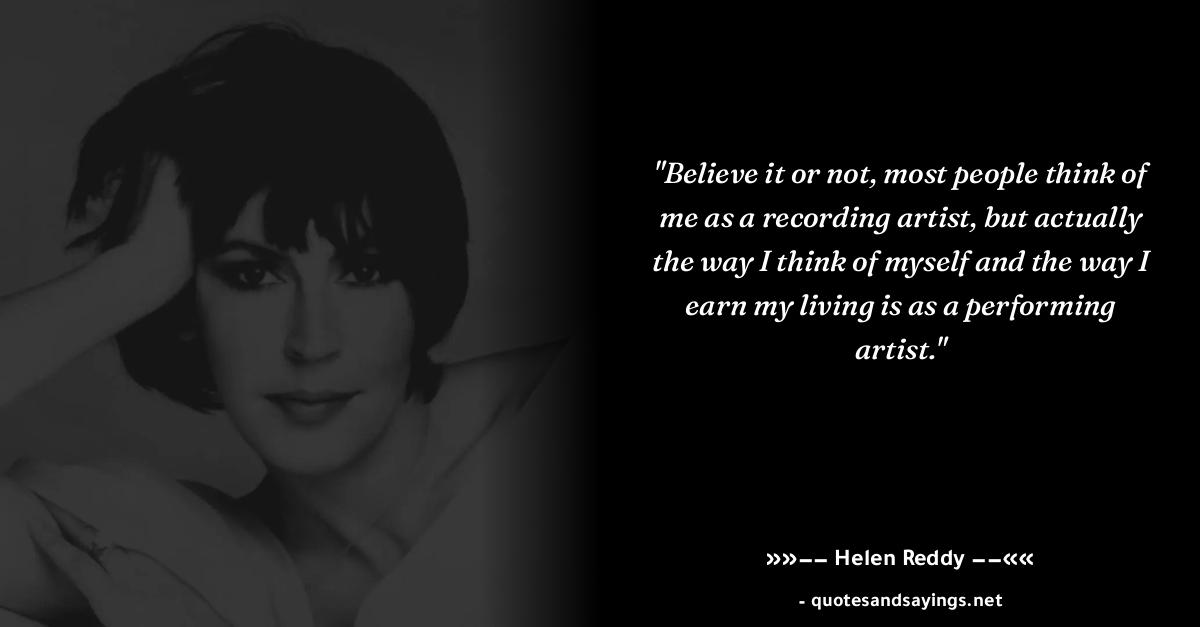 "Believe it or not, most people think of
me as a recording artist, but actually
the way I think of myself and the way I
earn my living is as a performing
artist."
»»−− Helen Reddy −−««
- quotesandsayings.net